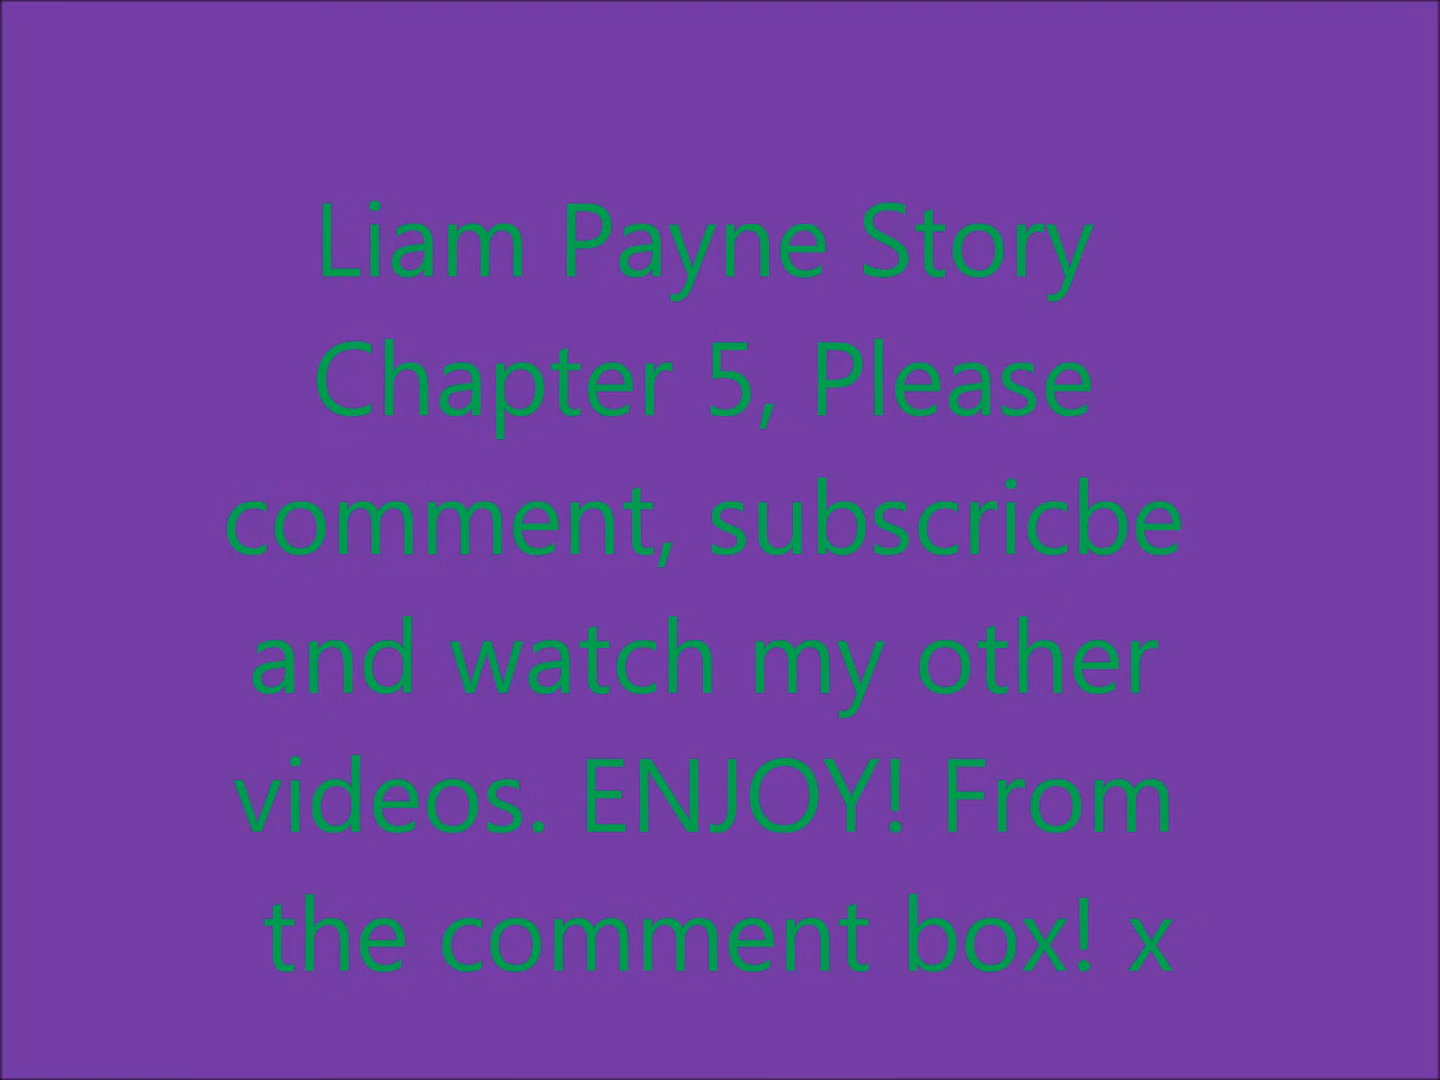 Liam Payne Story
Chapter 5, Please
comment, subscricbe
and watch my other
videos. ENJOY! From
the comment box! x